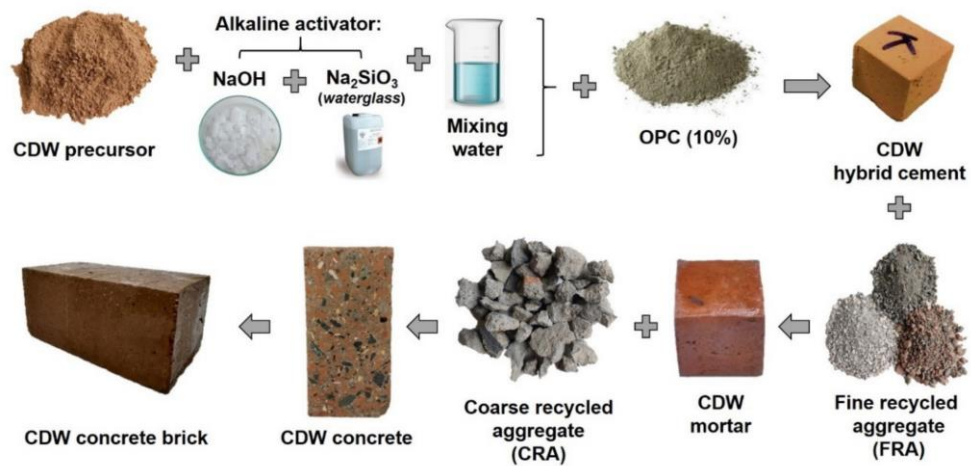 Alkaline activator:
NaOH
Na₂SiO₃
(waterglass)
CDW precursor
Mixing
water
OPC (10%)
CDW
hybrid cement
CDW concrete brick
CDW concrete
Coarse recycled
aggregate
(CRA)
CDW
mortar
Fine recycled
aggregate
(FRA)